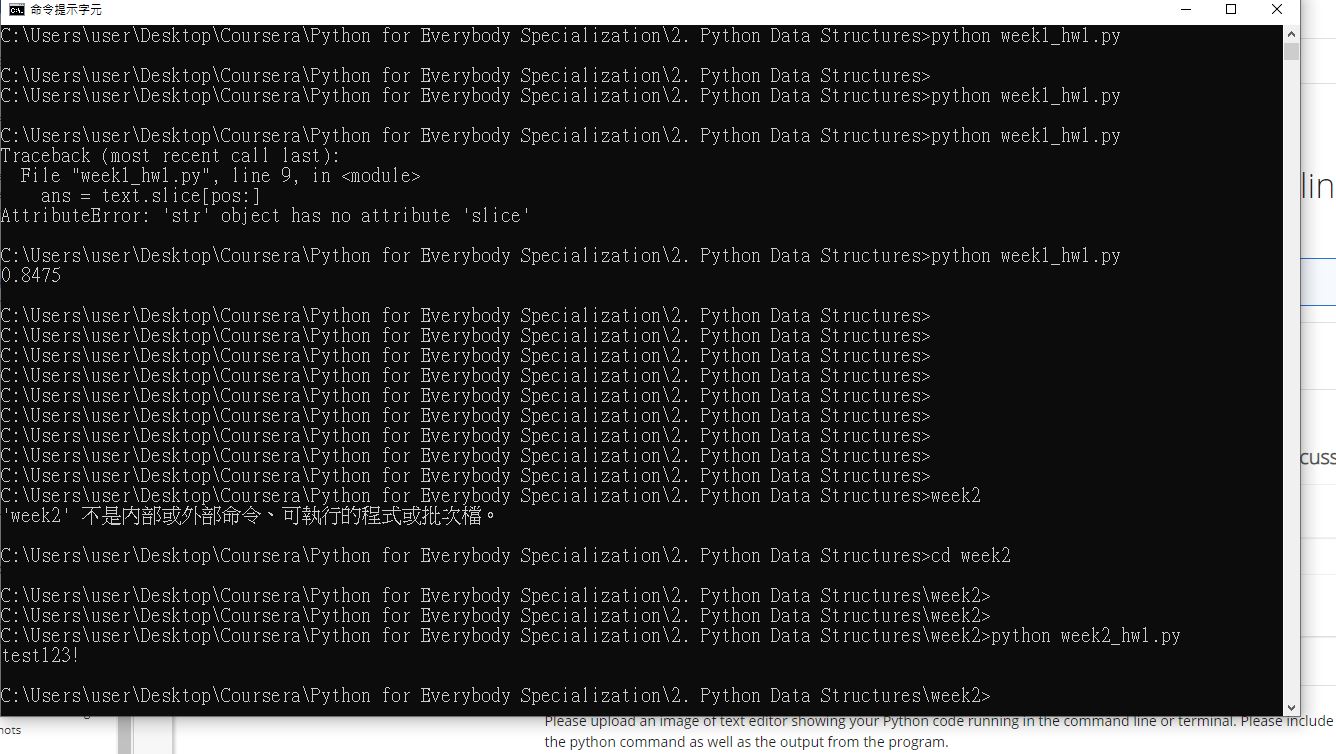 命令提示字元
C:\Users\user\Desktop\Coursera\Python for Everybody Specialization\2. Python Data Structures>python week1_hw1.py
C:\Users\user\Desktop\Coursera\Python for Everybody Specialization\2. Python Data Structures>
C:\Users\user\Desktop\Coursera\Python for Everybody Specialization\2. Python Data Structures>python week1_hw1.py
C:\Users\user\Desktop\Coursera\Python for Everybody Specialization\2. Python Data Structures>python week1_hw1.py
Traceback (most recent call last):
File "week1_hw1.py", line 9, in <module>
ans = text.slice[pos:]
AttributeError: 'str' object has no attribute 'slice'
C:\Users\user\Desktop\Coursera\Python for Everybody Specialization\2. Python Data Structures>python week1_hw1.py
0.8475
C:\Users\user\Desktop\Coursera\Python for Everybody Specialization\2. Python Data Structures>
C:\Users\user\Desktop\Coursera\Python for Everybody Specialization\2. Python Data Structures>
C:\Users\user\Desktop\Coursera\Python for Everybody Specialization\2. Python Data Structures>
C:\Users\user\Desktop\Coursera\Python for Everybody Specialization\2. Python Data Structures>
C:\Users\user\Desktop\Coursera\Python for Everybody Specialization\2. Python Data Structures>
C:\Users\user\Desktop\Coursera\Python for Everybody Specialization\2. Python Data Structures>
C:\Users\user\Desktop\Coursera\Python for Everybody Specialization\2. Python Data Structures>
C:\Users\user\Desktop\Coursera\Python for Everybody Specialization\2. Python Data Structures>
C:\Users\user\Desktop\Coursera\Python for Everybody Specialization\2. Python Data Structures>
C:\Users\user\Desktop\Coursera\Python for Everybody Specialization\2. Python Data Structures>week2
'week2' 不是內部或外部命令、可執行的程式或批次檔。
C:\Users\user\Desktop\Coursera\Python for Everybody Specialization\2. Python Data Structures>cd week2
C:\Users\user\Desktop\Coursera\Python for Everybody Specialization\2. Python Data Structures\week2>
C:\Users\user\Desktop\Coursera\Python for Everybody Specialization\2. Python Data Structures\week2>
C:\Users\user\Desktop\Coursera\Python for Everybody Specialization\2. Python Data Structures\week2>python week2_hw1.py
test123!
C:\Users\user\Desktop\Coursera\Python for Everybody Specialization\2. Python Data Structures\week2>
lin
cuss
nots
Please upload an image of text editor showing your Python code running in the command line or terminal. Please include
the python command as well as the output from the program.